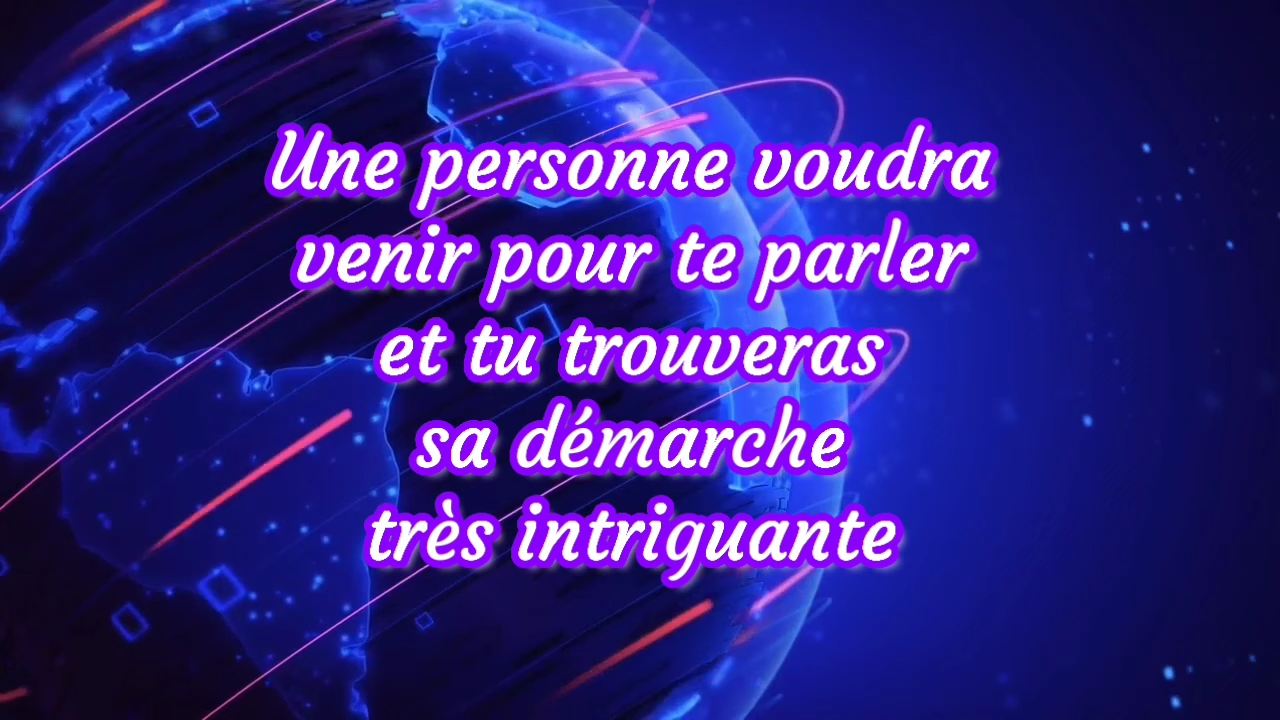 Une personne voudra
venir pour te parler
et tu trouveras
sa démarche
très intriguante